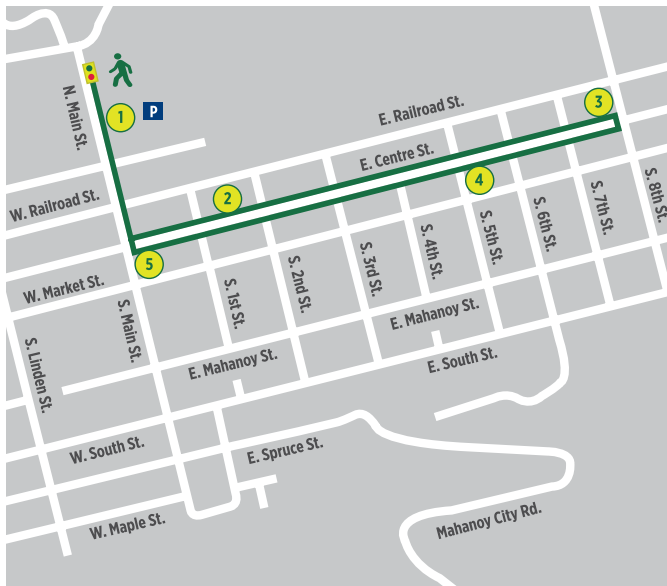 N. Main St.
1
P
3
E. Railroad St.
E. Centre St.
2
4
W. Railroad St.
5
W. Market St.
S. Main St.
S. Linden St.
S. 1st St.
S. 2nd St.
S. 3rd St.
S. 4th St.
S. 5th St.
S. 6th St.
S. 7th St.
S. 8th St.
E. Mahanoy St.
E. Mahanoy St.
E. South St.
W. South St.
E. Spruce St.
W. Maple St.
Mahanoy City Rd.